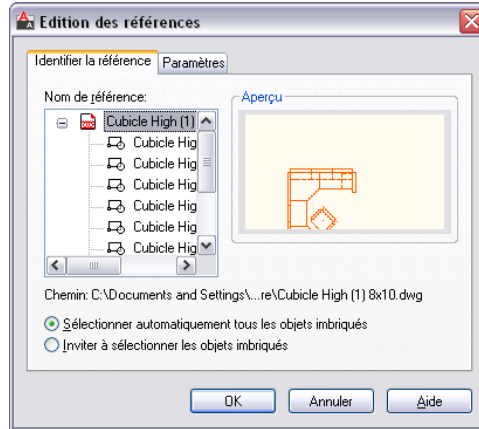 Edition des références
Identifier la référence
Paramètres
Nom de référence:
Aperçu
Cubicle High (1)
Cubicle Hig
Cubicle Hig
Cubicle Hig
Cubicle Hig
Cubicle Hig
Cubicle Hig
Chemin: C:\Documents and Settings\...re\Cubicle High (1) 8x10.dwg
Sélectionner automatiquement tous les objets imbriqués
Inviter à sélectionner les objets imbriqués
OK
Annuler
Aide